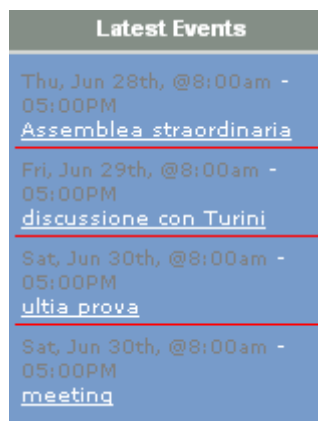 Latest Events
Thu, Jun 28th, @8:00am -
05:00PM
Assemblea straordinaria
Fri, Jun 29th, @8:00am -
05:00PM
discussione con Turini
Sat, Jun 30th, @8:00am -
05:00PM
ultia prova
Sat, Jun 30th, @8:00am -
05:00PM
meeting